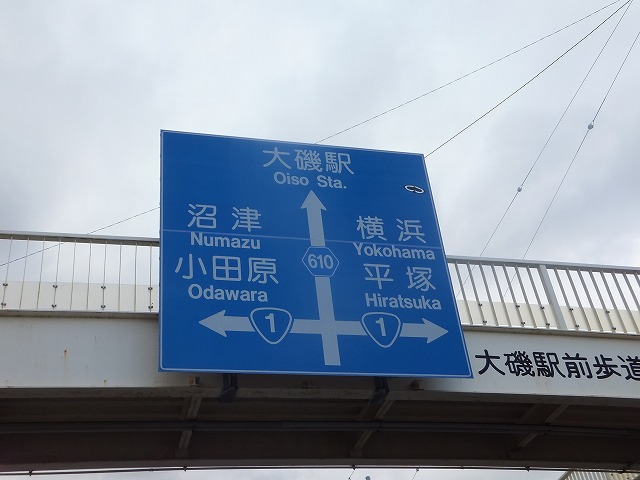 大磯駅
Oiso Sta.
沼津
Numazu
横浜
Yokohama
小田原
Odawara
610
平塚
Hiratsuka
1
1
大磯駅前歩道